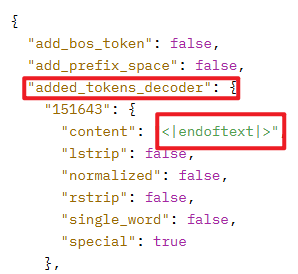 {
"add_bos_token": false,
"add_prefix_space": false,
"added_tokens_decoder": {
"151643": {
"content": <|endoftext|>",
"lstrip": false,
"normalized": false,
"rstrip": false,
"single_word": false,
"special": true
},